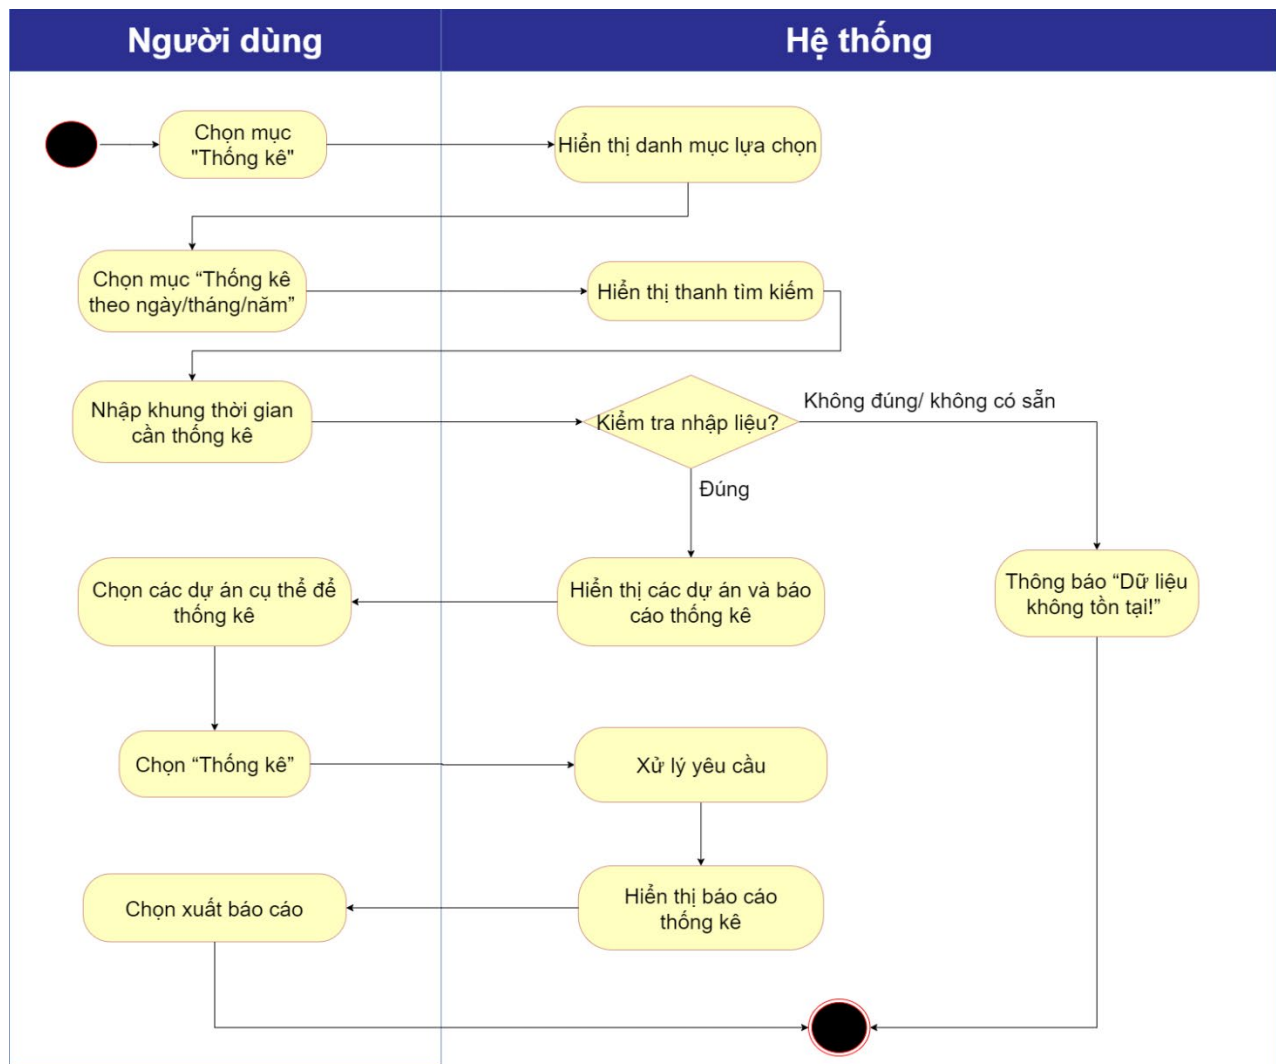 Người dùng
Hệ thống
Chọn mục
"Thống kê"
Hiển thị danh mục lựa chọn
Chọn mục “Thống kê
theo ngày/tháng/năm”
Hiển thị thanh tìm kiếm
Nhập khung thời gian
cần thống kê
Kiểm tra nhập liệu?
Không đúng/ không có sẵn
Đúng
Chọn các dự án cụ thể để
thống kê
Hiển thị các dự án và báo
cáo thống kê
Thông báo “Dữ liệu
không tồn tại!”
Chọn “Thống kê”
Xử lý yêu cầu
Chọn xuất báo cáo
Hiển thị báo cáo
thống kê